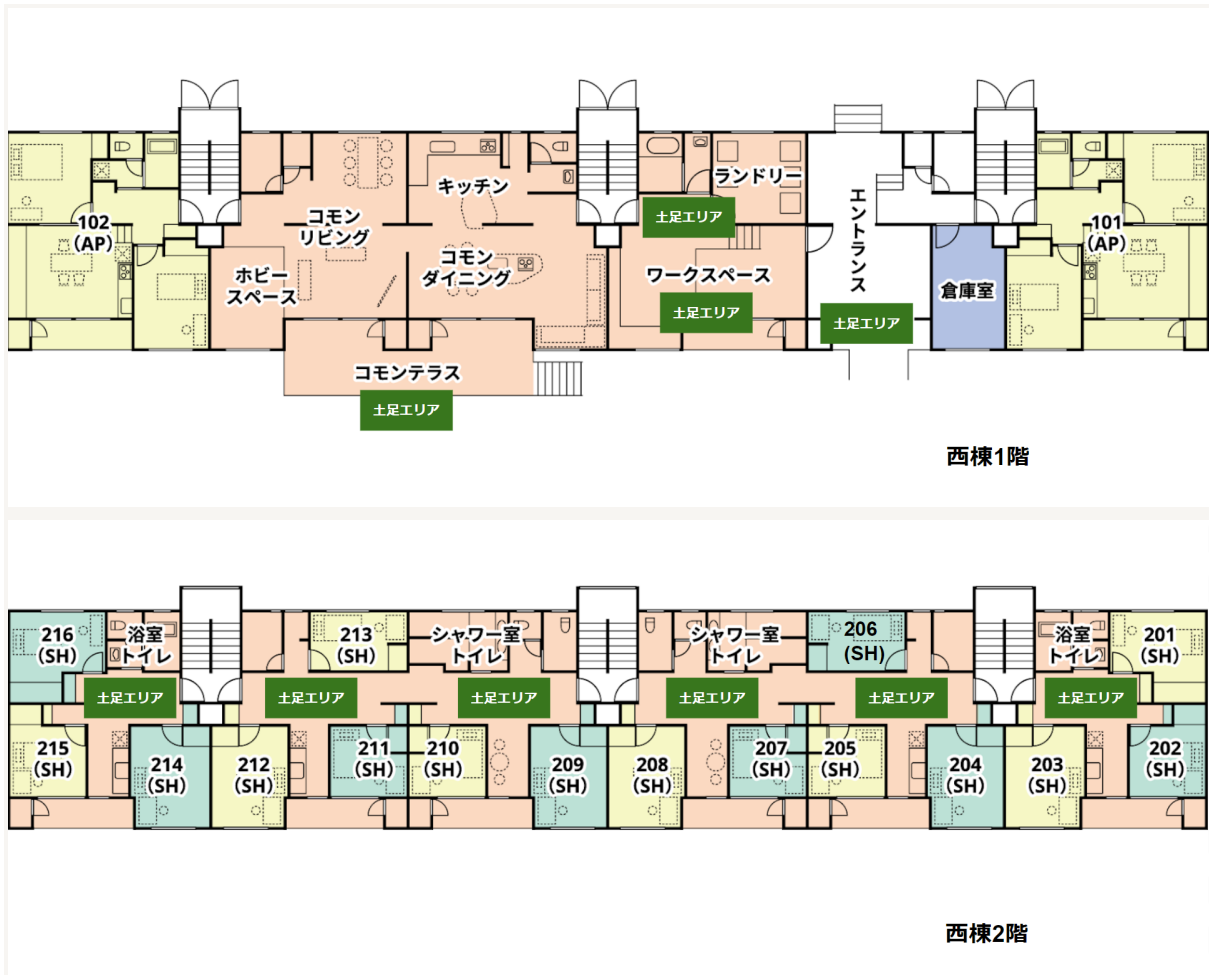 102
(AP)
ホビー
スペース
コモン
リビング
キッチン
コモン
ダイニング
コモンテラス
土足エリア
土足エリア
ランドリー
ワークスペース
土足エリア
エントランス
土足エリア
倉庫室
101
(AP)
西棟1階
216
(SH)
浴室
トイレ
213
(SH)
シャワー室
トイレ
シャワー室
トイレ
206
(SH)
浴室
トイレ
201
(SH)
土足エリア
土足エリア
土足エリア
土足エリア
土足エリア
土足エリア
215
(SH)
214
(SH)
212
(SH)
211
(SH)
210
(SH)
209
(SH)
208
(SH)
207
(SH)
205
(SH)
204
(SH)
203
(SH)
202
(SH)
西棟2階